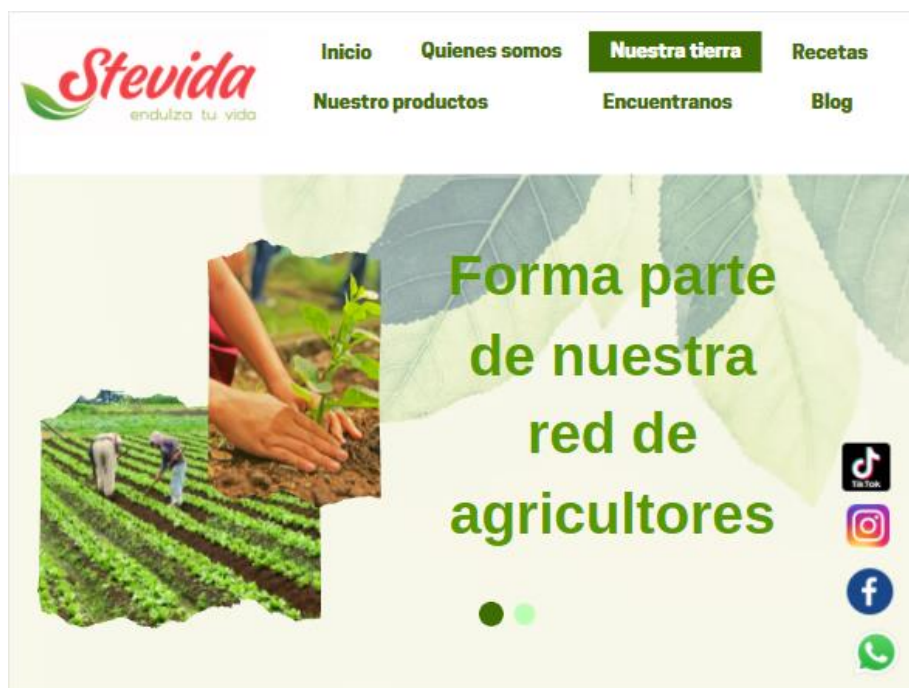 Stevida
endulza tu vida
Inicio
Quienes somos
Nuestra tierra
Recetas
Nuestro productos
Encuentranos
Blog
Forma parte
de nuestra
red de
agricultores
TikTok